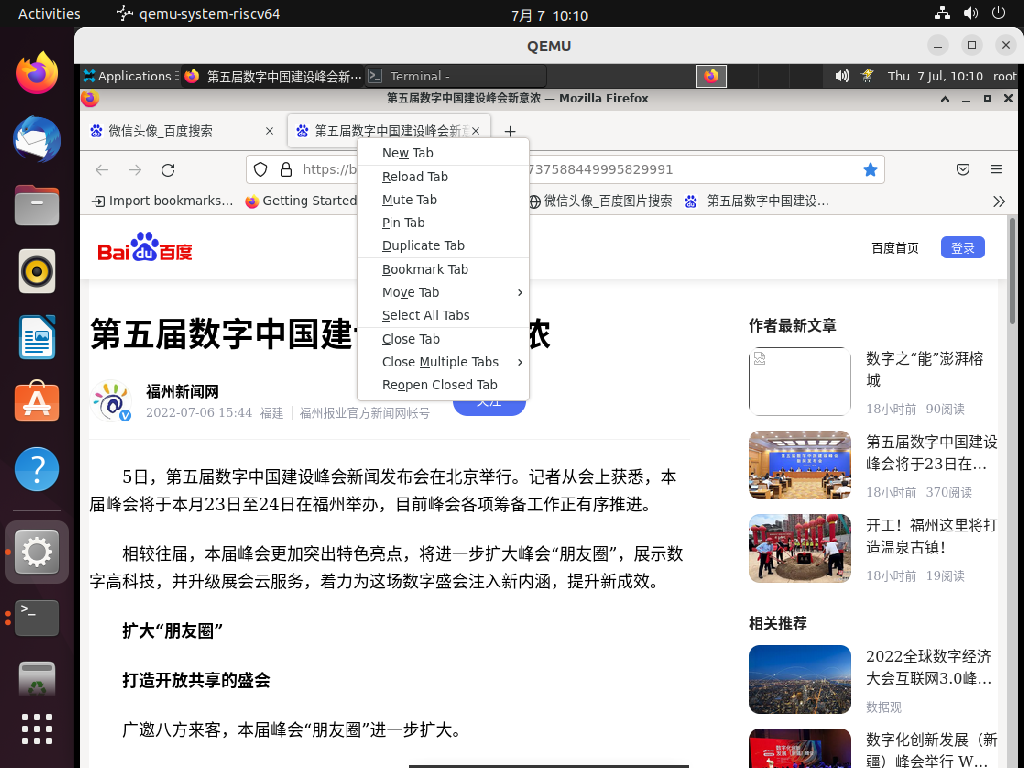 Activities
qemu-system-riscv64
7月 7 10:10
QEMU
Applications
第五届数字中国建设峰会新···
Terminal -
Thu 7 Jul, 10:10
root
第五届数字中国建设峰会新意浓 — Mozilla Firefox
微信头像_百度搜索
第五届数字中国建设峰会新
https://b
737588449995829991
Import bookmarks...
Getting Started
微信头像_百度图片搜索
第五届数字中国建设...
New Tab
Reload Tab
Mute Tab
Pin Tab
Duplicate Tab
Bookmark Tab
Move Tab
Select All Tabs
Close Tab
Close Multiple Tabs
Reopen Closed Tab
Bai du 百度
百度首页
登录
第五届数字中国建
浓
福州新闻网
2022-07-06 15:44 福建
福州报业官方新闻网帐号
关注
5日，第五届数字中国建设峰会新闻发布会在北京举行。记者从会上获悉，本
届峰会将于本月23日至24日在福州举办，目前峰会各项筹备工作正有序推进。
相较往届，本届峰会更加突出特色亮点，将进一步扩大峰会“朋友圈”，展示数
字高科技，并升级展会云服务，着力为这场数字盛会注入新内涵，提升新成效。
扩大“朋友圈”
打造开放共享的盛会
广邀八方来客，本届峰会“朋友圈”进一步扩大。
作者最新文章
数字之“能”澎湃榕
城
18小时前 90阅读
第五届数字中国建设
峰会将于23日在...
18小时前 370阅读
开工！福州这里将打
造温泉古镇！
18小时前 19阅读
相关推荐
2022全球数字经济
大会互联网3.0峰...
数据观
数字化创新发展（新
疆）峰会举行 W...